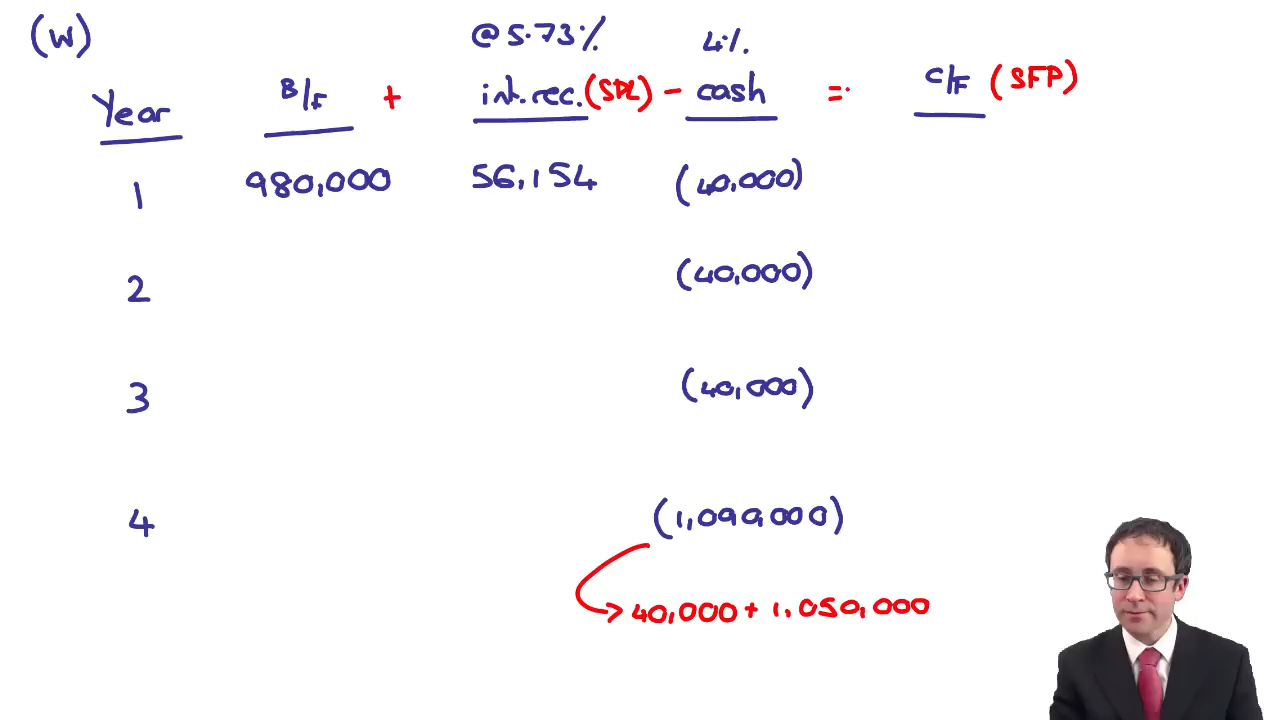 (W) @ 5.73% 4%
Year B/F + int.rec. (SPL) - cash = C/F (SFP)
1 980,000 56,154 (40,000)
2 (40,000)
3 (40,000)
4 (1,090,000)
40,000 + 1,050,000